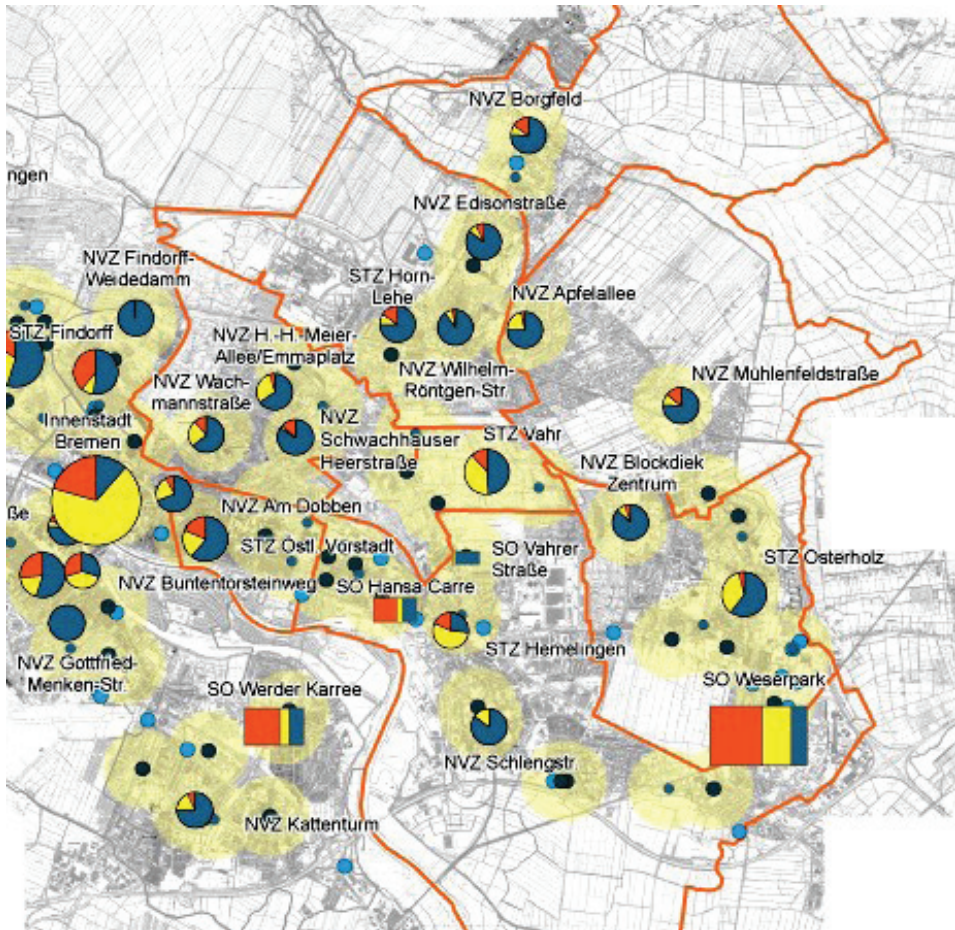 NVZ Borgfeld
ngen
NVZ Edisonstraße
NVZ Findorff-
Weidedamm
STZ Horn-
Lehe
NVZ Apfelallee
STZ Findorff
NVZ H.-H.-Meier-
Allee/Emmaplatz
NVZ Wilhelm-
Röntgen-Str.
NVZ Mühlenfeldstraße
NVZ Wach-
mannstraße
NVZ
Schwachhauser
Heerstraße
Innenstadt
Bremen
STZ Vahr
NVZ Blockdiek
Zentrum
ße
NVZ Am Dobben
STZ Östl. Vorstadt
SO Vahrer
Straße
STZ Osterholz
NVZ Buntentorsteinweg
SO Hansa Carre
STZ Hemelingen
NVZ Gottfried-
Menken-Str.
SO Werder Karree
SO Weserpark
NVZ Schlengstr.
NVZ Kattenturm